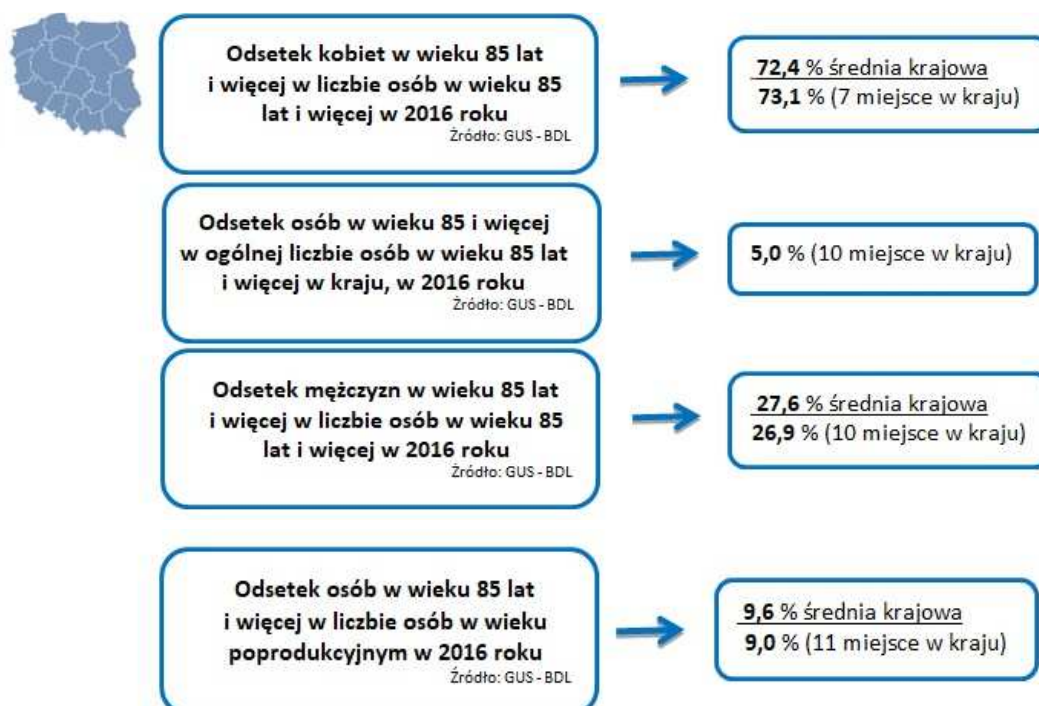 Odsetek kobiet w wieku 85 lat
i więcej w liczbie osób w wieku 85
lat i więcej w 2016 roku
Źródło: GUS - BDL
72,4 % średnia krajowa
73,1 % (7 miejsce w kraju)
Odsetek osób w wieku 85 i więcej
w ogólnej liczbie osób w wieku 85 lat
i więcej w kraju, w 2016 roku
Źródło: GUS - BDL
5,0 % (10 miejsce w kraju)
Odsetek mężczyzn w wieku 85 lat
i więcej w liczbie osób w wieku 85
lat i więcej w 2016 roku
Źródło: GUS - BDL
27,6 % średnia krajowa
26,9 % (10 miejsce w kraju)
Odsetek osób w wieku 85 lat
i więcej w liczbie osób w wieku
poprodukcyjnym w 2016 roku
Źródło: GUS - BDL
9,6 % średnia krajowa
9,0 % (11 miejsce w kraju)